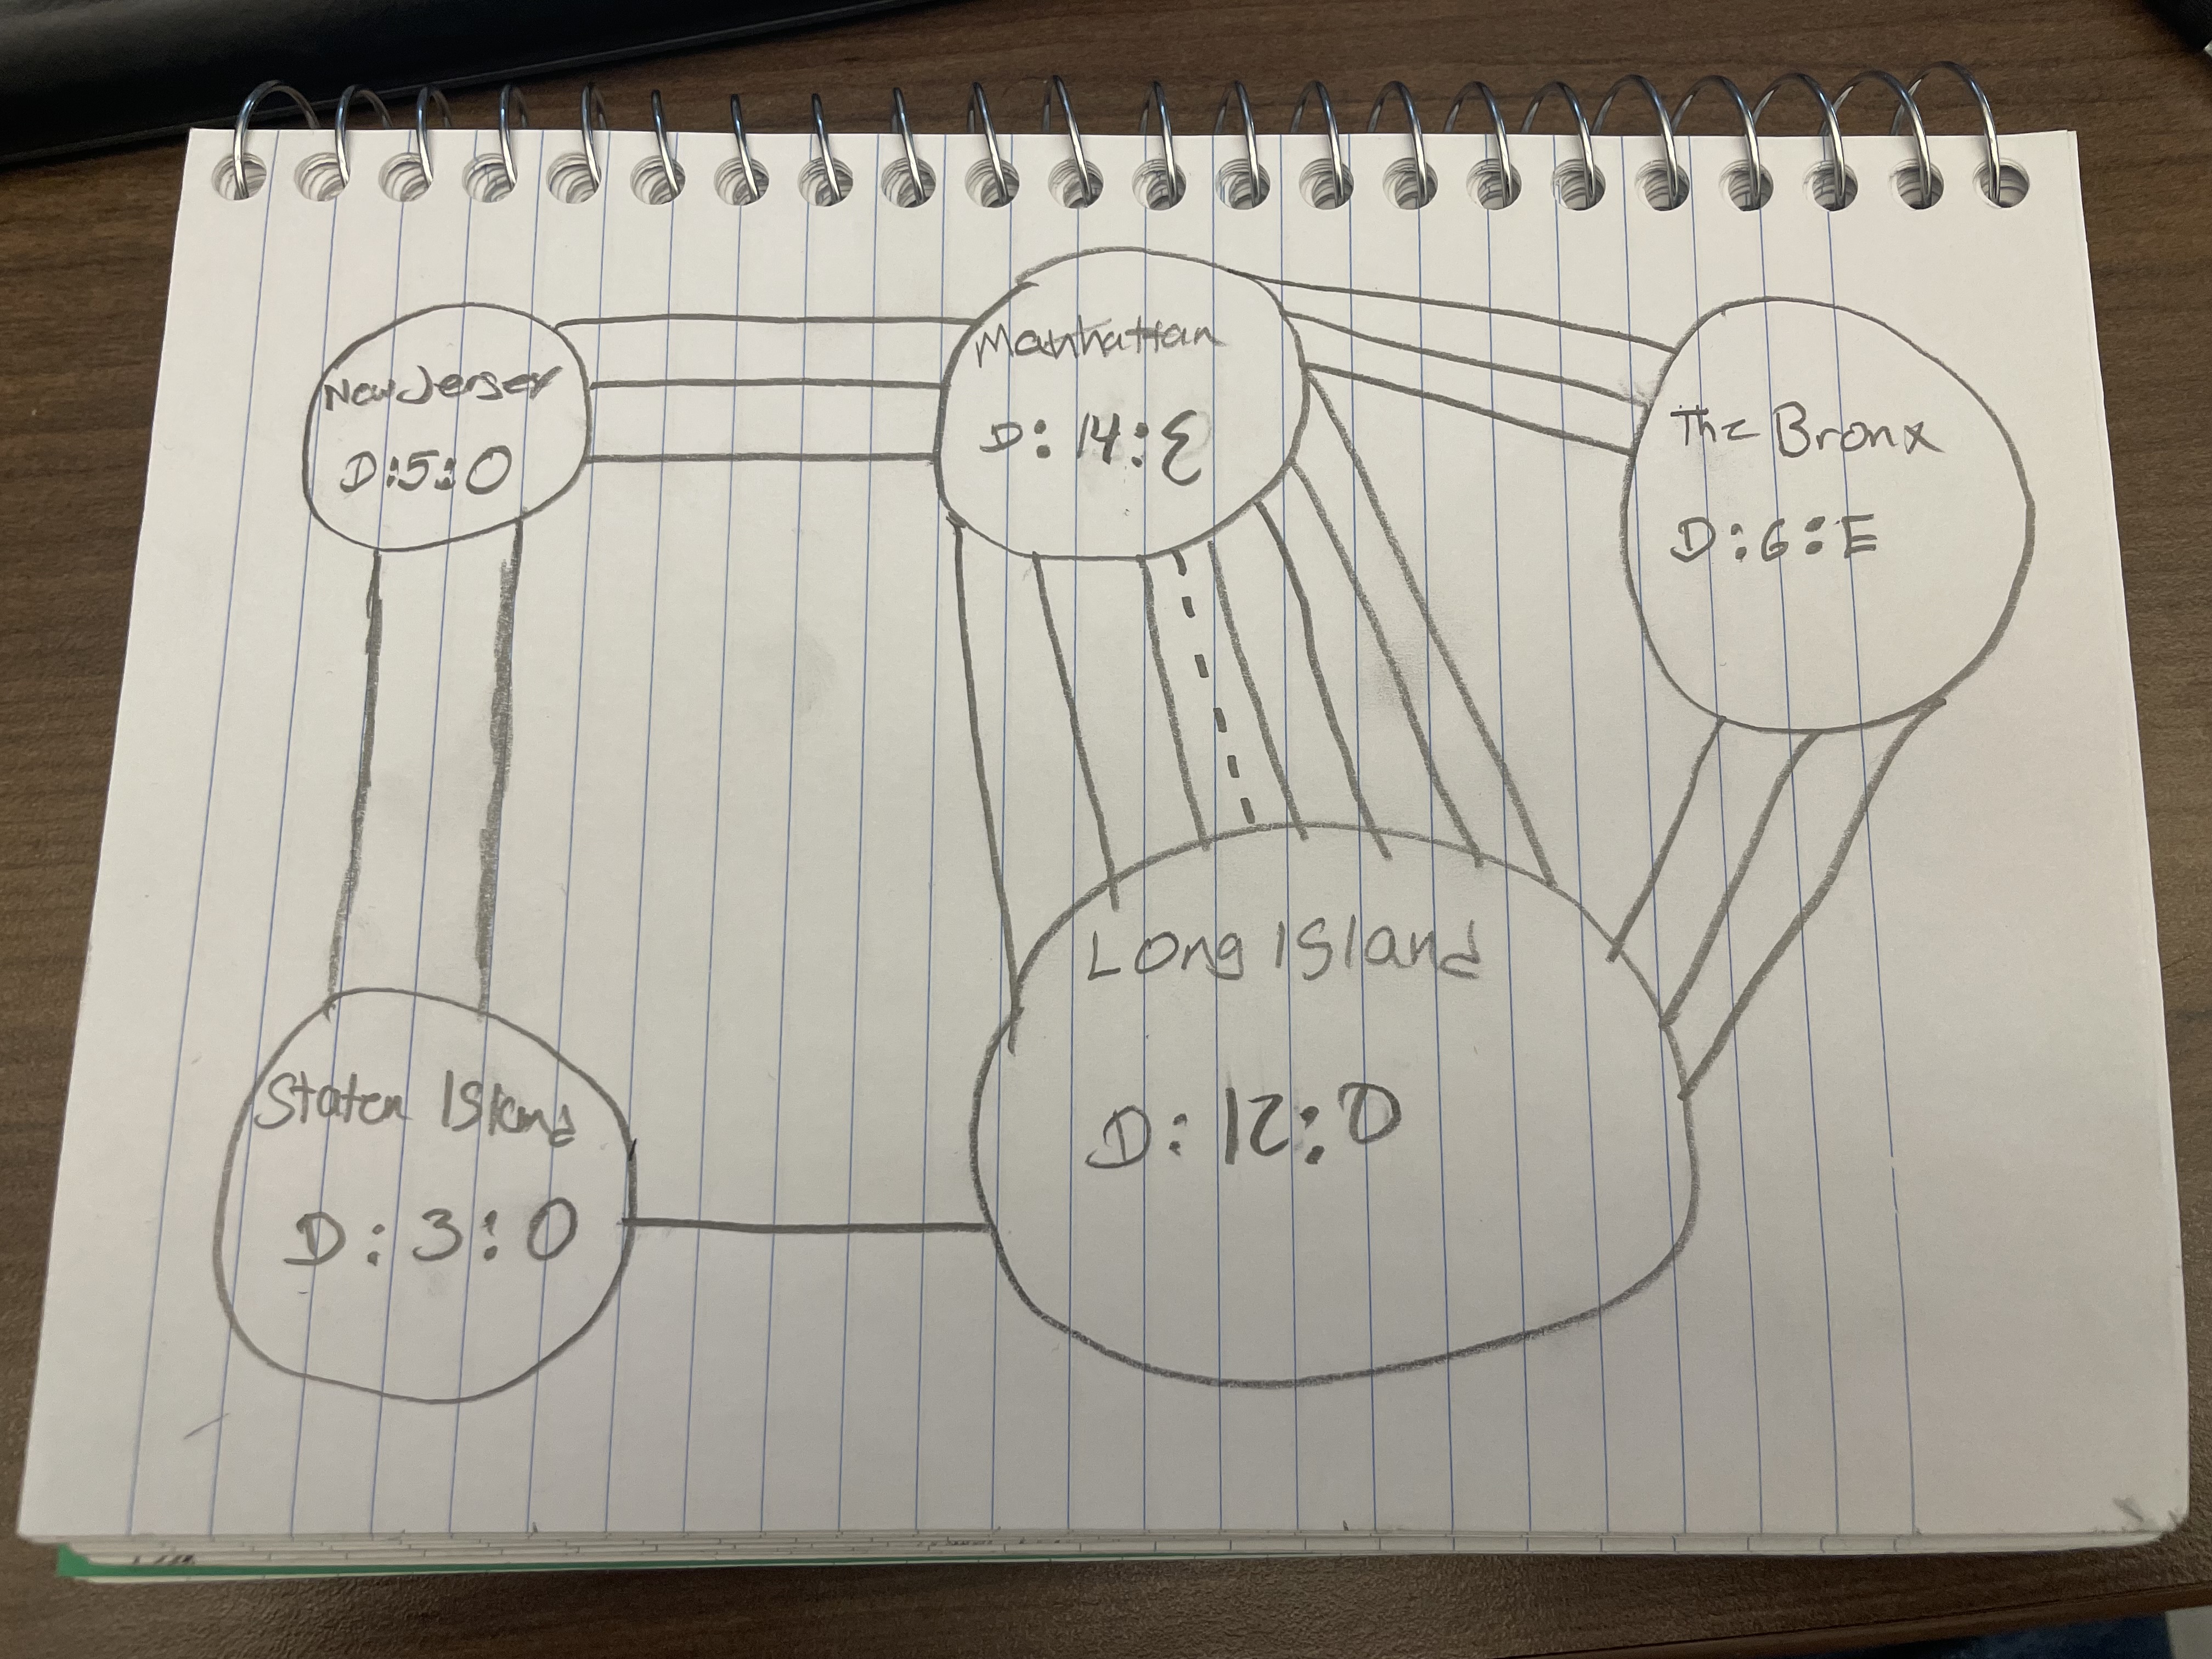 New Jersey
D:5:O
Manhattan
D:14:E
The Bronx
D:6:E
Long Island
D:12:O
Staten Island
D:3:O